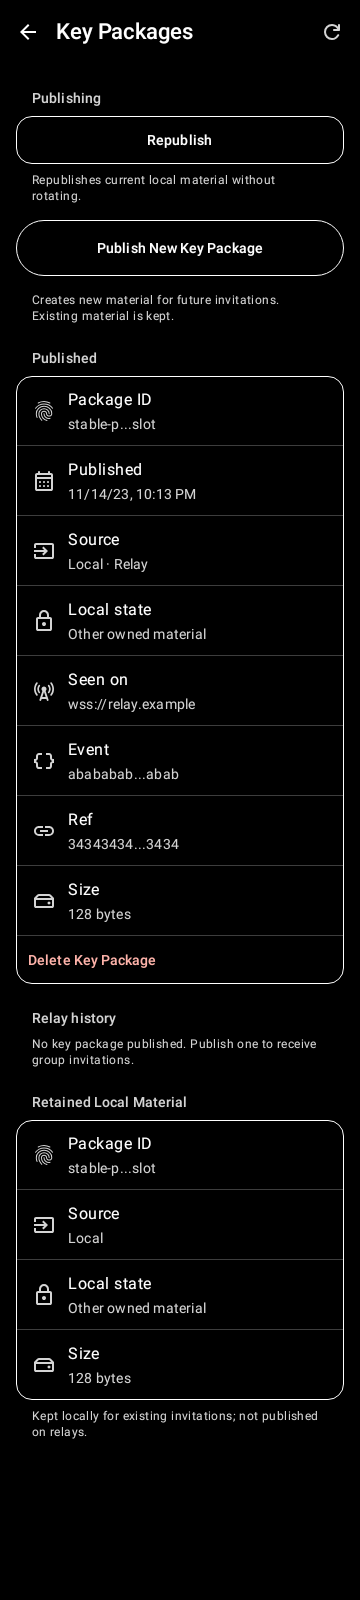 Key Packages
Publishing
Republish
Republishes current local material without
rotating.
Publish New Key Package
Creates new material for future invitations.
Existing material is kept.
Published
Package ID
stable-p...slot
Published
11/14/23, 10:13 PM
Source
Local · Relay
Local state
Other owned material
Seen on
wss://relay.example
Event
abababab...abab
Ref
34343434...3434
Size
128 bytes
Delete Key Package
Relay history
No key package published. Publish one to receive
group invitations.
Retained Local Material
Package ID
stable-p...slot
Source
Local
Local state
Other owned material
Size
128 bytes
Kept locally for existing invitations; not published
on relays.